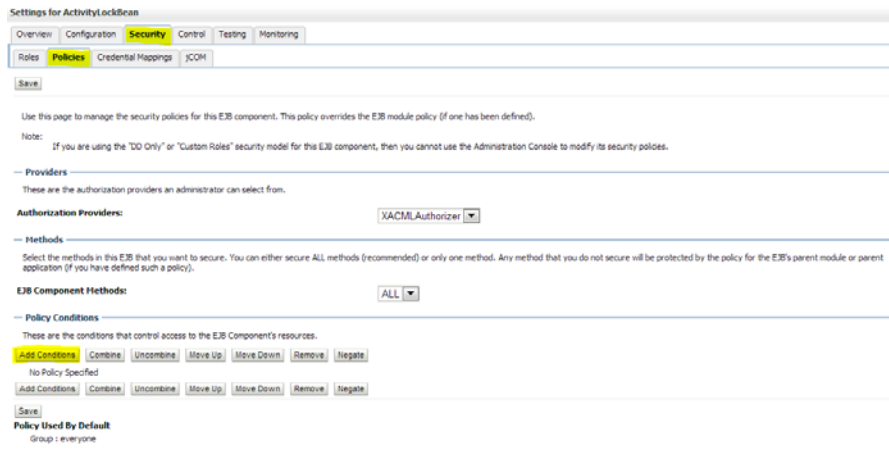 Settings for ActivityLockBean
Overview Configuration Security Control Testing Monitoring
Roles Policies Credential Mappings jCOM
Save
Use this page to manage the security policies for this EJB component. This policy overrides the EJB module policy (if one has been defined).
Note:
If you are using the "DD Only" or "Custom Roles" security model for this EJB component, then you cannot use the Administration Console to modify its security policies.
Providers
These are the authorization providers an administrator can select from.
Authorization Providers: XACMLAuthorizer
Methods
Select the methods in this EJB that you want to secure. You can either secure ALL methods (recommended) or only one method. Any method that you do not secure will be protected by the policy for the EJB's parent module or parent
application (if you have defined such a policy).
EJB Component Methods: ALL
Policy Conditions
These are the conditions that control access to the EJB Component's resources.
Add Conditions Combine Uncombine Move Up Move Down Remove Negate
No Policy Specified
Add Conditions Combine Uncombine Move Up Move Down Remove Negate
Save
Policy Used By Default
Group : everyone